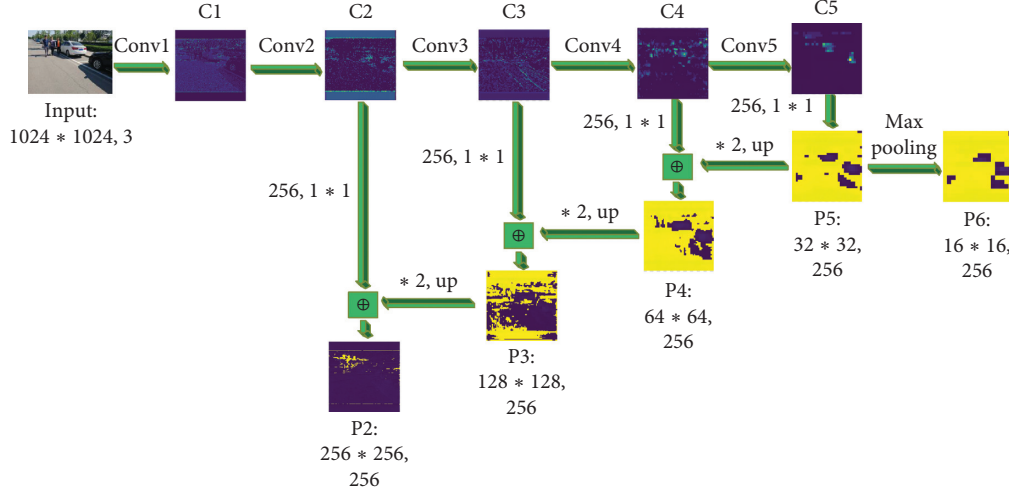 C1
C2
C3
C4
C5
Conv1
Conv2
Conv3
Conv4
Conv5
Input:
1024 * 1024, 3
256, 1 * 1
256, 1 * 1
256, 1 * 1
256, 1 * 1
* 2, up
Max
pooling
* 2, up
* 2, up
⊕
⊕
⊕
P5:
32 * 32,
256
P6:
16 * 16,
256
P4:
64 * 64,
256
P3:
128 * 128,
256
P2:
256 * 256,
256